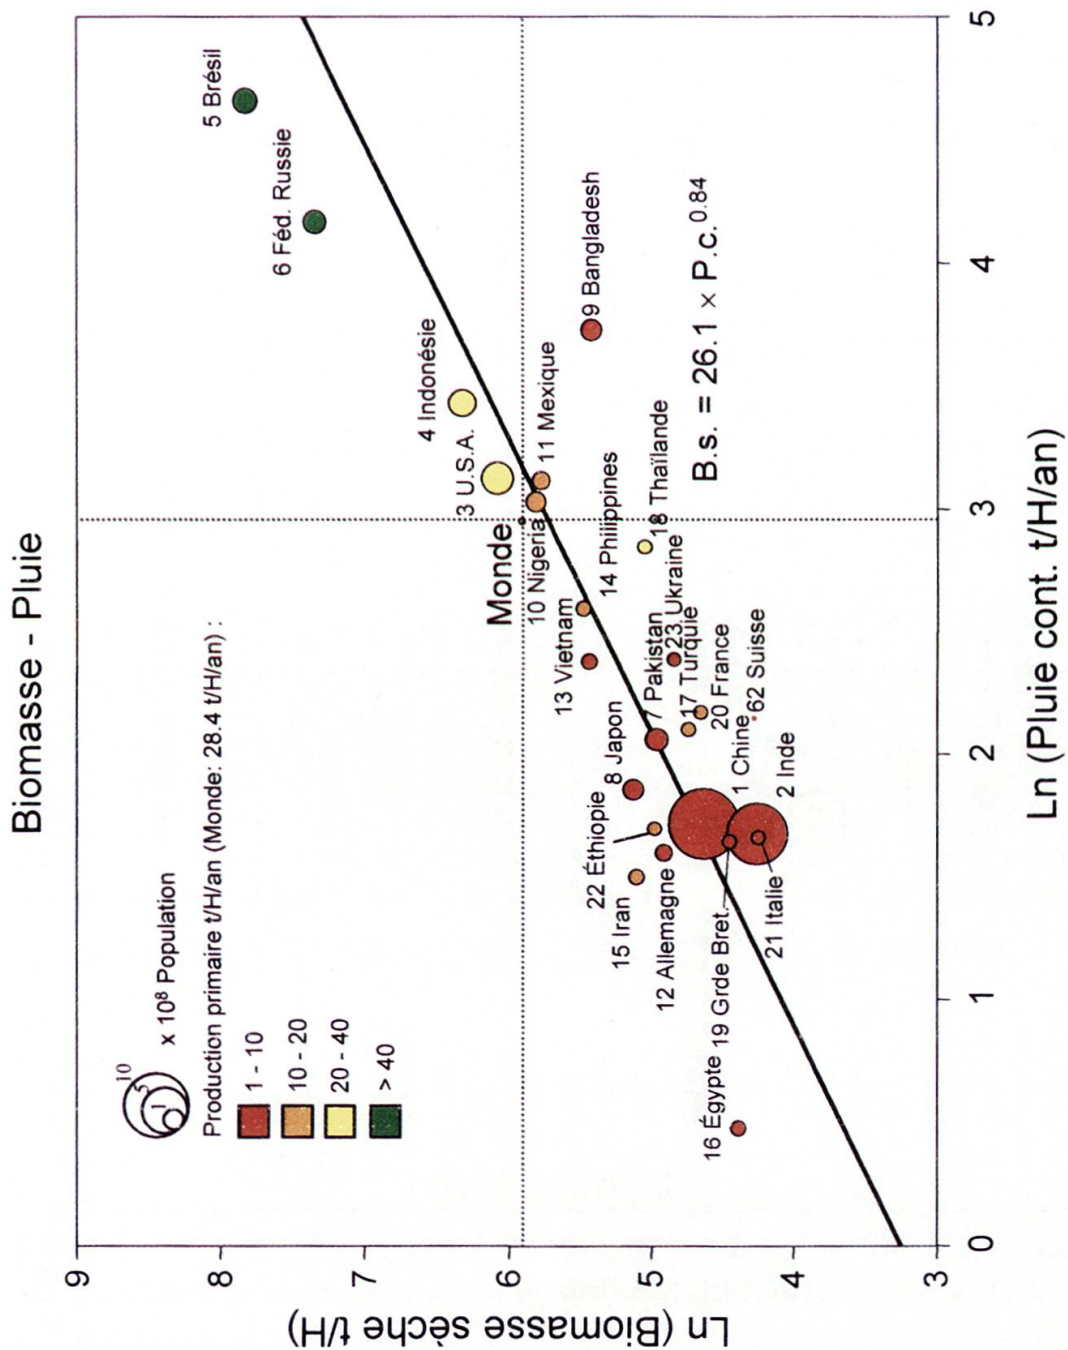 Biomasse - Pluie
10
5
1
x 10⁸ Population
Production primaire t/H/an (Monde: 28.4 t/H/an) :
1 - 10
10 - 20
20 - 40
> 40
Ln (Biomasse sèche t/H)
9
8
7
6
5
4
3
5 Brésil
6 Féd. Russie
4 Indonésie
3 U.S.A.
Monde
11 Mexique
10 Nigeria
9 Bangladesh
14 Philippines
13 Vietnam
18 Thaïlande
23 Ukraine
17 Turquie
7 Pakistan
20 France
62 Suisse
8 Japon
1 Chine
2 Inde
22 Éthiopie
15 Iran
12 Allemagne
19 Grde Bret.
21 Italie
16 Égypte
B.s. = 26.1 × P.c.^0.84
0
1
2
3
4
5
Ln (Pluie cont. t/H/an)